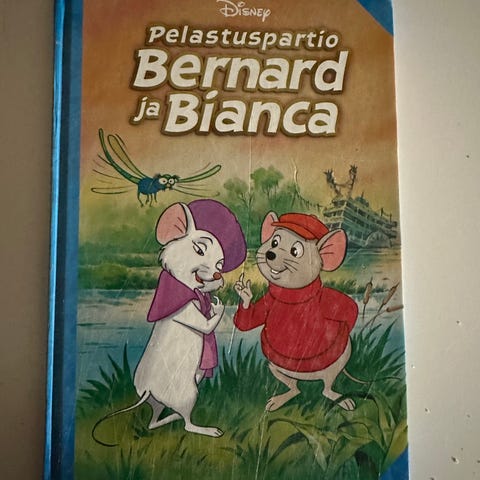 Disney
Pelastuspartio
Bernard
ja Bianca